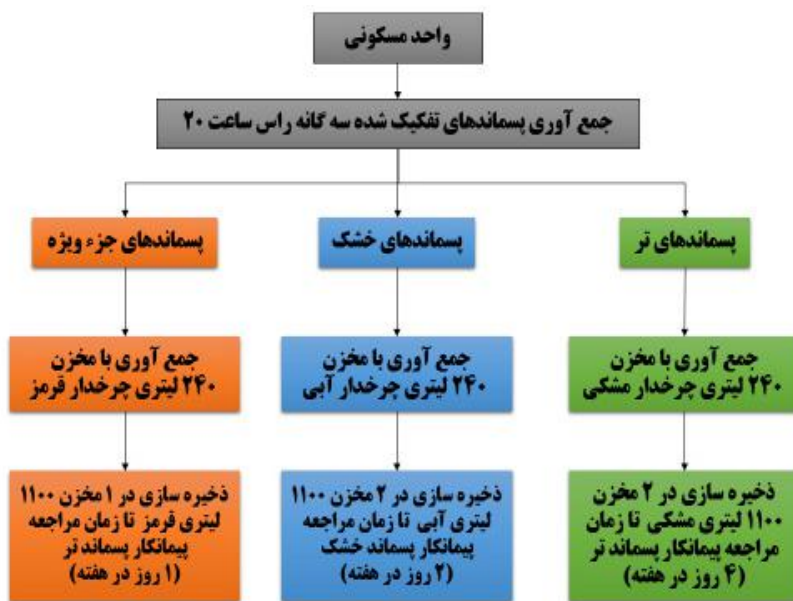 واحد مسکونی
جمع آوری پسماندهای تفکیک شده سه گانه راس ساعت ۲۰
پسماندهای تر
پسماندهای خشک
پسماندهای جزء ویژه
جمع آوری با مخزن
۲۴۰ لیتری چرخدار مشکی
جمع آوری با مخزن
۲۴۰ لیتری چرخدار آبی
جمع آوری با مخزن
۲۴۰ لیتری چرخدار قرمز
ذخیره سازی در ۲ مخزن
۱۱۰۰ لیتری مشکی تا زمان
مراجعه پیمانکار پسماند تر
(۴ روز در هفته)
ذخیره سازی در ۲ مخزن ۱۱۰۰
لیتری آبی تا زمان مراجعه
پیمانکار پسماند خشک
(۲ روز در هفته)
ذخیره سازی در ۱ مخزن ۱۱۰۰
لیتری قرمز تا زمان مراجعه
پیمانکار پسماند تر
(۱ روز در هفته)